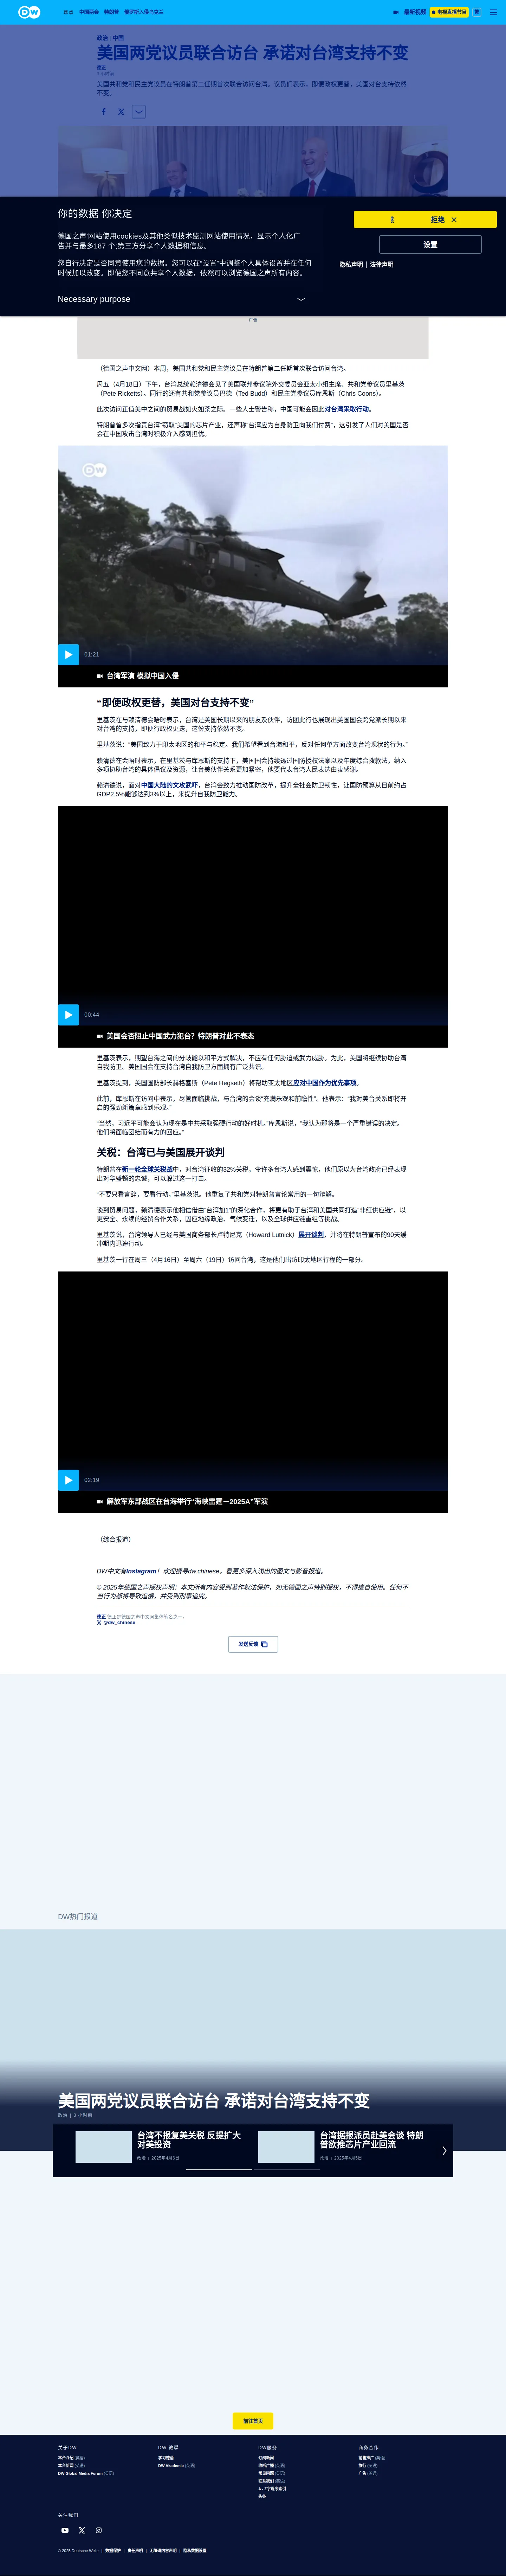 DW
焦点
中国商台
特朗普
俄罗斯入侵乌克兰
最新视频
电视直播节目
繁
政治 | 中国
美国两党议员联合访台 承诺对台湾支持不变
德正
美国共和党和民主党议员在特朗普第二任期首次联合访问台湾。议员们表示，即便政权更替，美国对台支持依然不变。
你的数据 你决定
德国之声'网站使用cookies及其他类似技术监测网站使用情况，显示个人化广告并与最多187 个;第三方分享个人数据和信息。
您自行决定是否同意使用您的数据。您可以在"设置"中调整个人具体设置并在任何时候加以改变。即便您不同意共享个人数据，依然可以浏览德国之声所有内容。
Necessary purpose
拒绝
设置
隐私声明 | 法律声明
广告
（德国之声中文网）本周，美国共和党和民主党议员在特朗普第二任期首次联合访问台湾。
周五（4月18日）下午，台湾总统赖清德会见了美国联邦参议院外交委员会亚太小组主席、共和党参议员里基茨（Pete Ricketts）。同行的还有共和党参议员巴德（Ted Budd）和民主党参议员库恩斯（Chris Coons）。
此次访问正值美中之间的贸易战如火如荼之际。一些人士警告称，中国可能会因此对台湾采取行动。
特朗普曾多次指责台湾"窃取"美国的芯片产业，还声称"台湾应为自身防卫向我们付费"，这引发了人们对美国是否会在中国攻击台湾时积极介入感到担忧。
DW
01:21
台湾军演 模拟中国入侵
"即便政权更替，美国对台支持不变"
里基茨在与赖清德会晤时表示，台湾是美国长期以来的朋友及伙伴，访团此行也展现出美国国会跨党派长期以来对台湾的支持，即便行政权更迭，这份支持依然不变。
里基茨说："美国致力于印太地区的和平与稳定。我们希望看到台海和平，反对任何单方面改变台湾现状的行为。"
赖清德在会晤时表示，在里基茨与库恩斯的支持下，美国国会持续透过国防授权法案以及年度综合拨款法，纳入多项协助台湾的具体倡议及资源，让台美伙伴关系更加紧密，他要代表台湾人民表达由衷感谢。
赖清德说，面对中国大陆的文攻武吓，台湾会致力推动国防改革，提升全社会防卫韧性，让国防预算从目前约占GDP2.5%能够达到3%以上，来提升自我防卫能力。
00:44
美国会否阻止中国武力犯台？特朗普对此不表态
里基茨表示，期望台海之间的分歧能以和平方式解决，不应有任何胁迫或武力威胁。为此，美国将继续协助台湾自我防卫。美国国会在支持台湾自我防卫方面拥有广泛共识。
里基茨提到，美国国防部长赫格塞斯（Pete Hegseth）将帮助亚太地区应对中国作为优先事项。
此前，库恩斯在访问中表示，尽管面临挑战，与台湾的会谈"充满乐观和前瞻性"。他表示："我对美台关系即将开启的强劲新篇章感到乐观。"
"当然，习近平可能会认为现在是中共采取强硬行动的好时机。"库恩斯说，"我认为那将是一个严重错误的决定。他们将面临团结而有力的回应。"
关税：台湾已与美国展开谈判
特朗普在新一轮全球关税战中，对台湾征收的32%关税，令许多台湾人感到震惊，他们原以为台湾政府已经表现出对华盛顿的忠诚，可以躲过这一打击。
"不要只看言辞，要看行动，"里基茨说。他重复了共和党对特朗普言论常用的一句辩解。
谈到贸易问题，赖清德表示他相信借由"台湾加1"的深化合作，将更有助于台湾和美国共同打造"非红供应链"，以更安全、永续的经贸合作关系，因应地缘政治、气候变迁，以及全球供应链重组等挑战。
里基茨说，台湾领导人已经与美国商务部长卢特尼克（Howard Lutnick）展开谈判，并将在特朗普宣布的90天缓冲期内迅速行动。
里基茨一行在周三（4月16日）至周六（19日）访问台湾，这是他们出访印太地区行程的一部分。
02:19
解放军东部战区在台海举行"海峡雷霆－2025A"军演
（综合报道）
DW中文有Instagram！欢迎搜寻dw.chinese，看更多深入浅出的图文与影音报道。
© 2025年德国之声版权声明：本文所有内容受到著作权法保护，如无德国之声特别授权，不得擅自使用。任何不当行为都将导致追偿，并受到刑事追究。
德正 德正是德国之声中文网集体笔名之一。
@dw_chinese
发送反馈
DW热门报道
美国两党议员联合访台 承诺对台湾支持不变
政治 | 3 小时前
台湾不报复美关税 反提扩大对美投资
政治 | 2025年4月6日
台湾据报派员赴美会谈 特朗普欲推芯片产业回流
政治 | 2025年4月5日
前往首页
关于DW
本台介绍 (英语)
本台新闻 (英语)
DW Global Media Forum (英语)
DW 教學
学习德语
DW Akademie (英语)
DW服务
订阅新闻
收听广播 (英语)
常见问题 (英语)
联系我们 (英语)
A - Z字母序索引
头条
商务合作
销售推广 (英语)
旅行 (英语)
广告 (英语)
关注我们
© 2025 Deutsche Welle | 数据保护 | 责任声明 | 无障碍内容声明 | 隐私数据设置